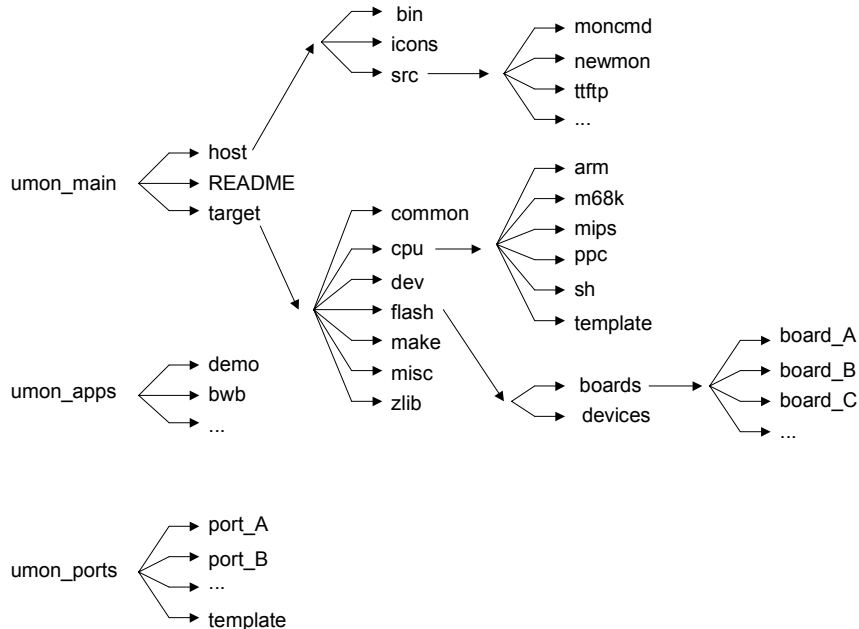 bin
icons
src
moncmd
newmon
ttftp
...
umon_main
host
README
target
common
cpu
dev
flash
make
misc
zlib
arm
m68k
mips
ppc
sh
template
boards
devices
board_A
board_B
board_C
...
umon_apps
demo
bwb
...
umon_ports
port_A
port_B
...
template